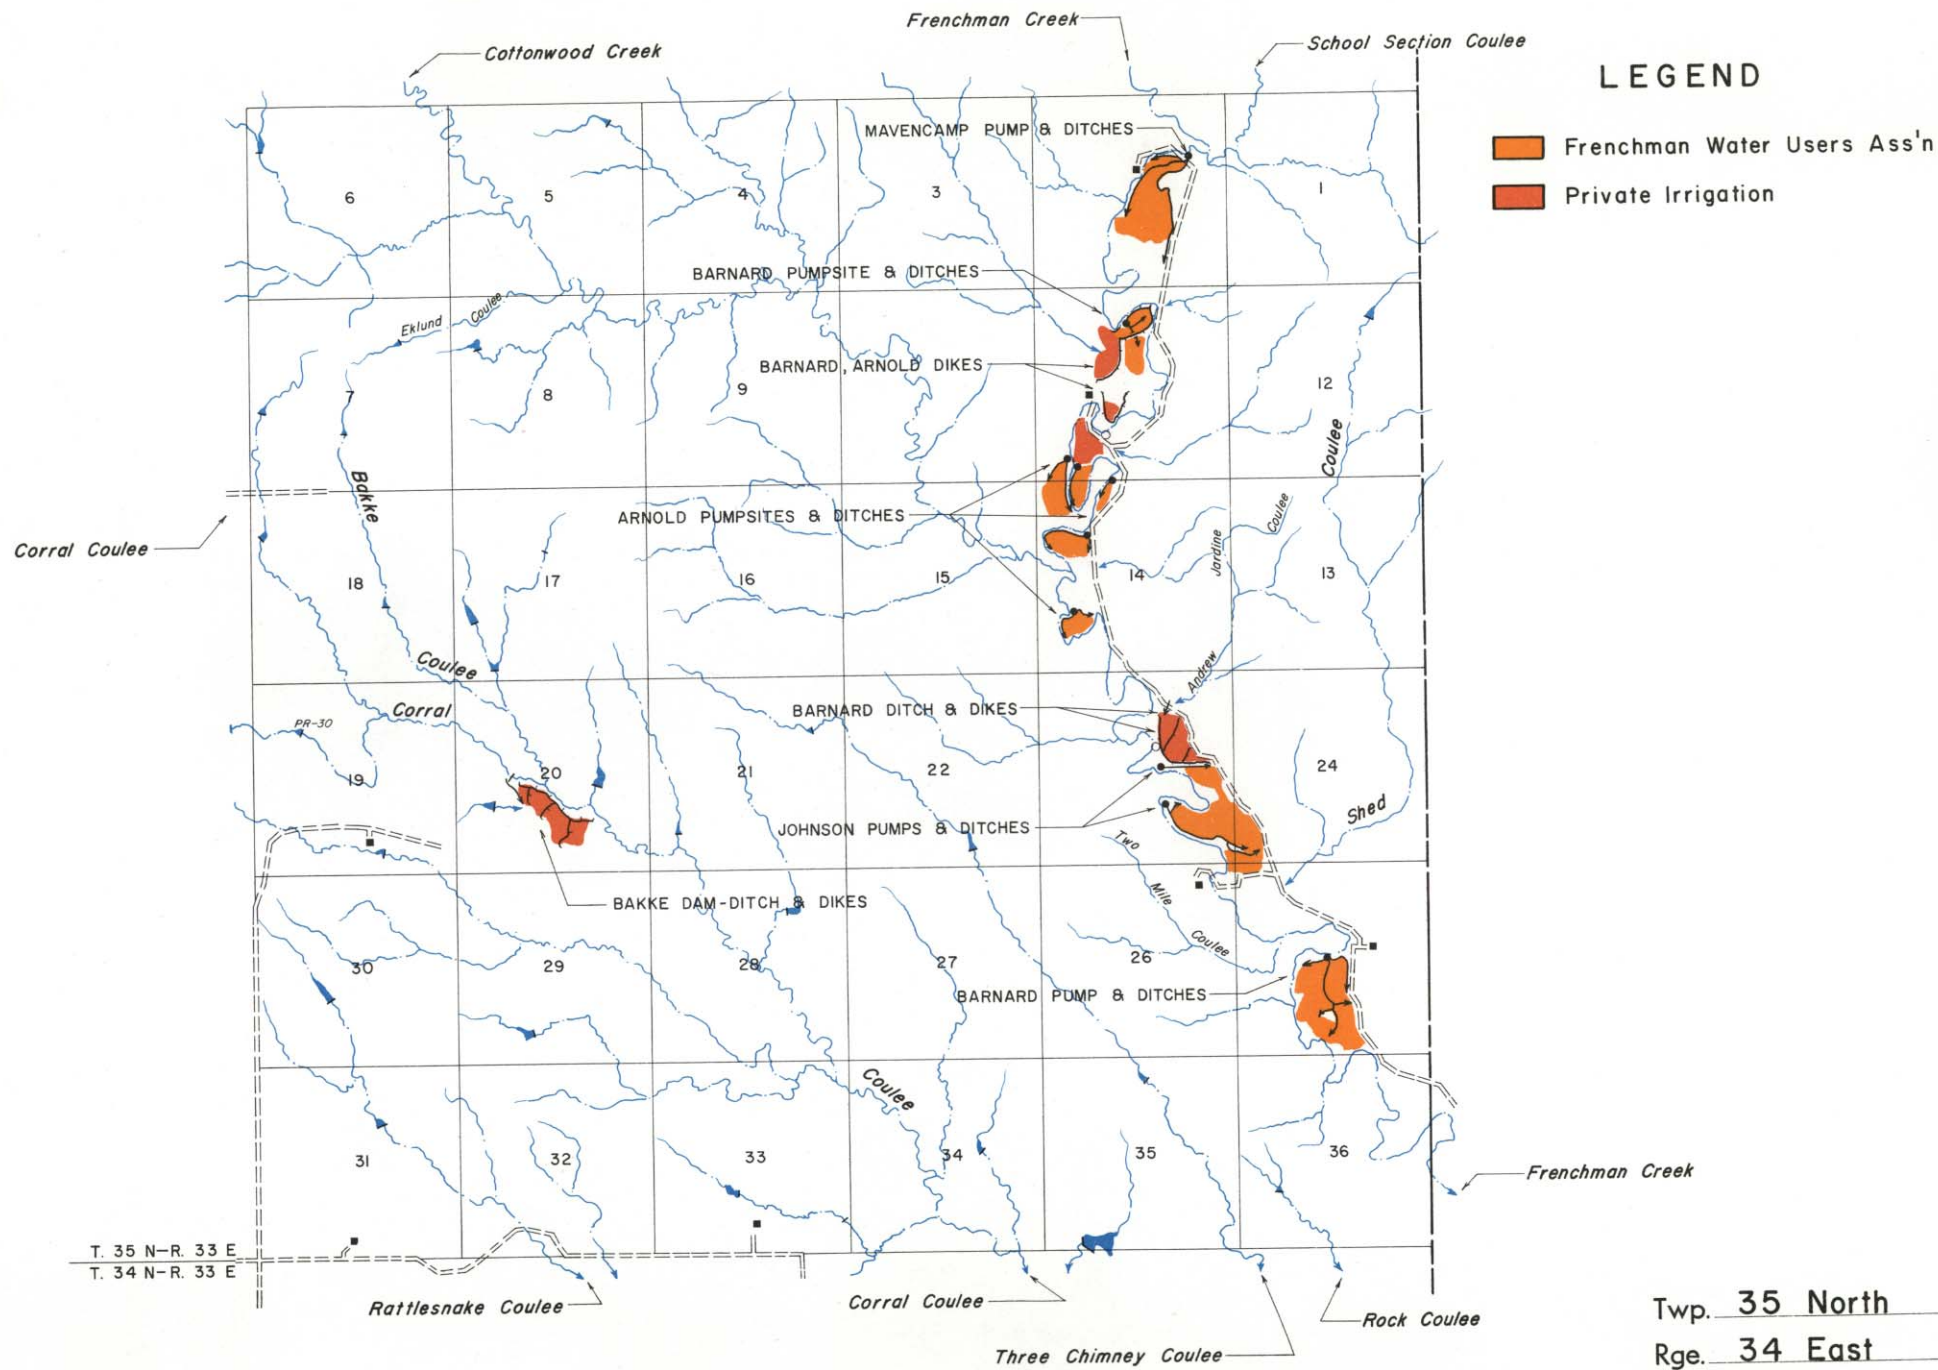 Frenchman Creek
Cottonwood Creek
School Section Coulee
LEGEND
Frenchman Water Users Ass'n
Private Irrigation
MAVENCAMP PUMP & DITCHES
6
5
4
3
1
BARNARD PUMPSITE & DITCHES
Eklund Coulee
BARNARD, ARNOLD DIKES
7
8
9
12
Coulee
Bakke
ARNOLD PUMPSITES & DITCHES
Corral Coulee
Jardine
Coulee
18
17
16
15
14
13
Coulee
Andrew
Corral
BARNARD DITCH & DIKES
PR-30
19
20
21
22
24
Shed
JOHNSON PUMPS & DITCHES
Two
Mile
Coulee
BAKKE DAM-DITCH & DIKES
30
29
28
27
26
BARNARD PUMP & DITCHES
Coulee
31
32
33
34
35
36
Frenchman Creek
T. 35 N-R. 33 E
T. 34 N-R. 33 E
Rattlesnake Coulee
Corral Coulee
Rock Coulee
Three Chimney Coulee
Twp. 35 North
Rge. 34 East